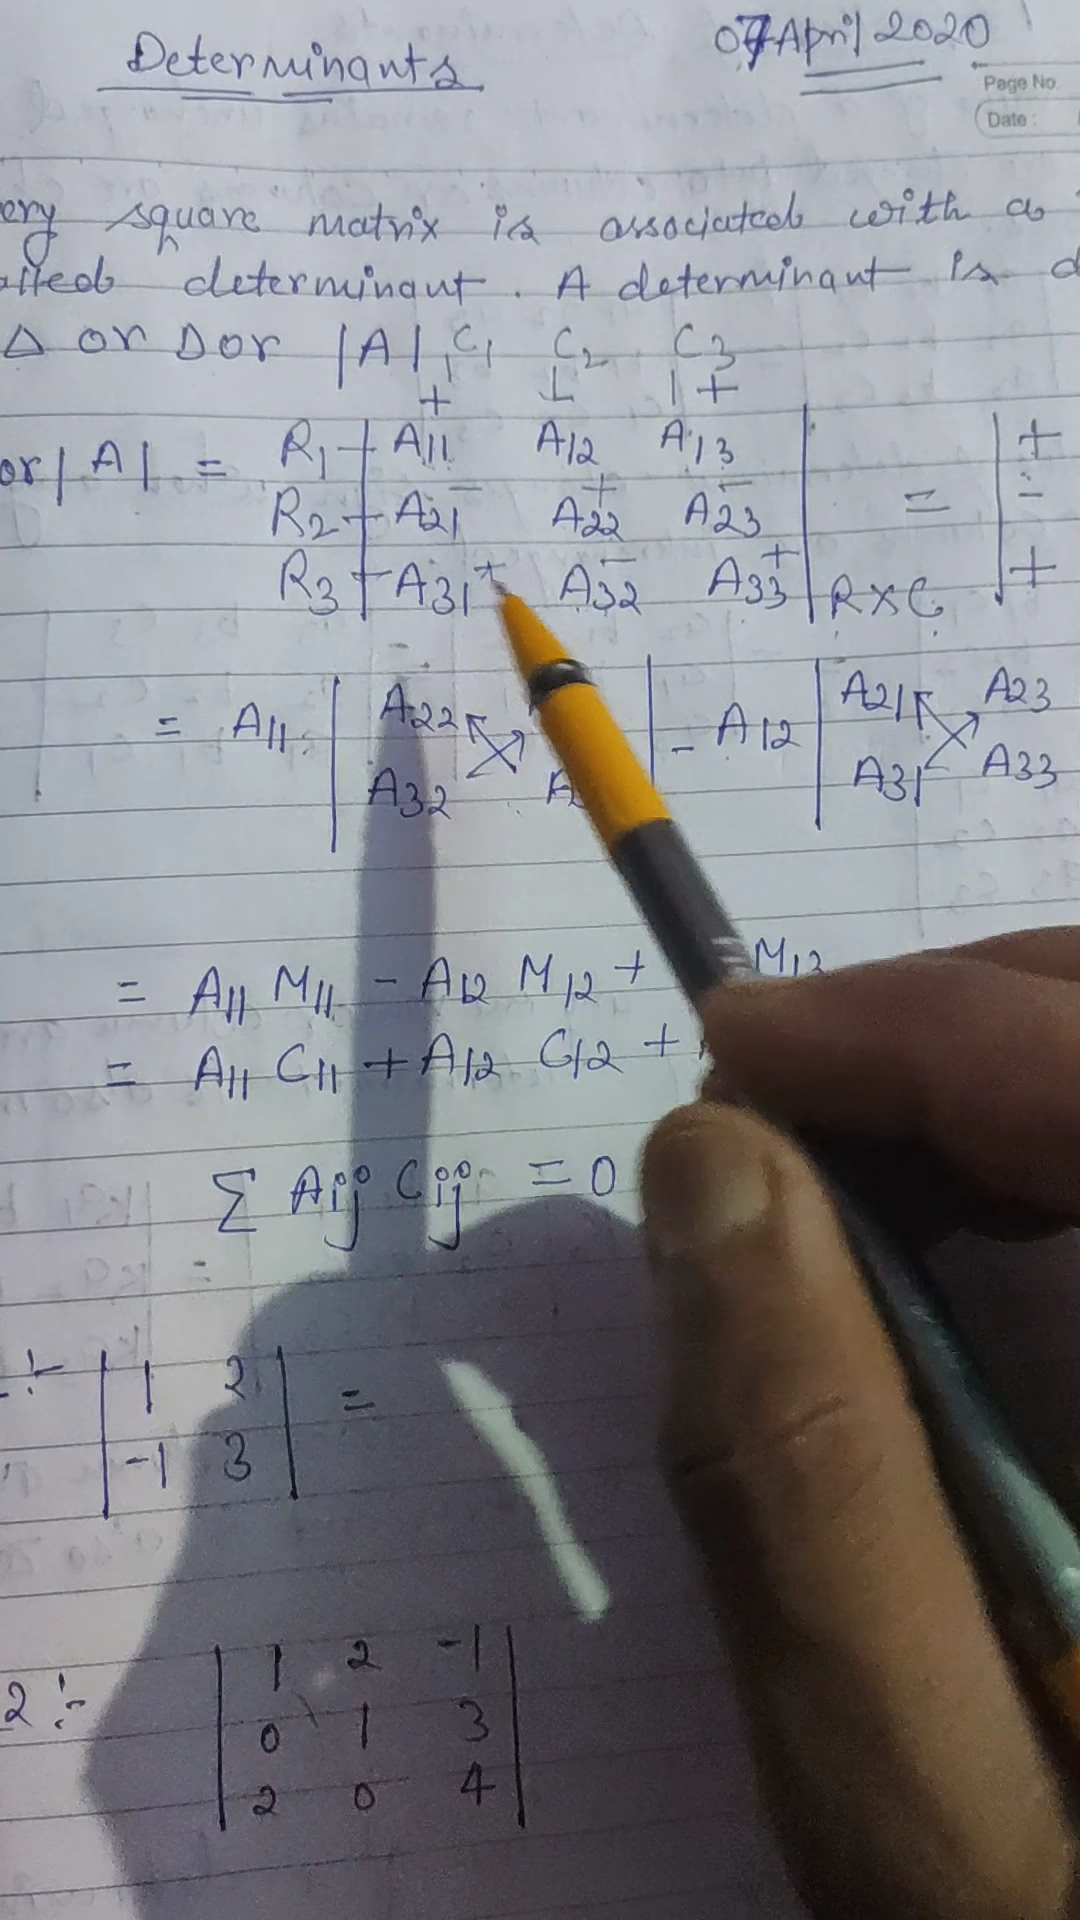 Determinants
07 April 2020
Page No.
Date:
square matrix is associated with a
determinant. A determinant is
Δ or D or |A| C1 C2 C3
+ - +
or |A| = R1 A11 A12 A13 = | +
R2 A21 - A22 + A23 - -
R3 A31 + A32 - A33 + | R×C +
= A11 | A22 | - A12 | A21 A23
A32 A31 A33
= A11 M11 - A12 M12 + M13
= A11 C11 + A12 C12 +
Σ Aij Cij = 0
:- | 1 2 | =
| -1 3 |
2 :- | 1 2 -1 |
| 0 1 3 |
| 2 0 4 |